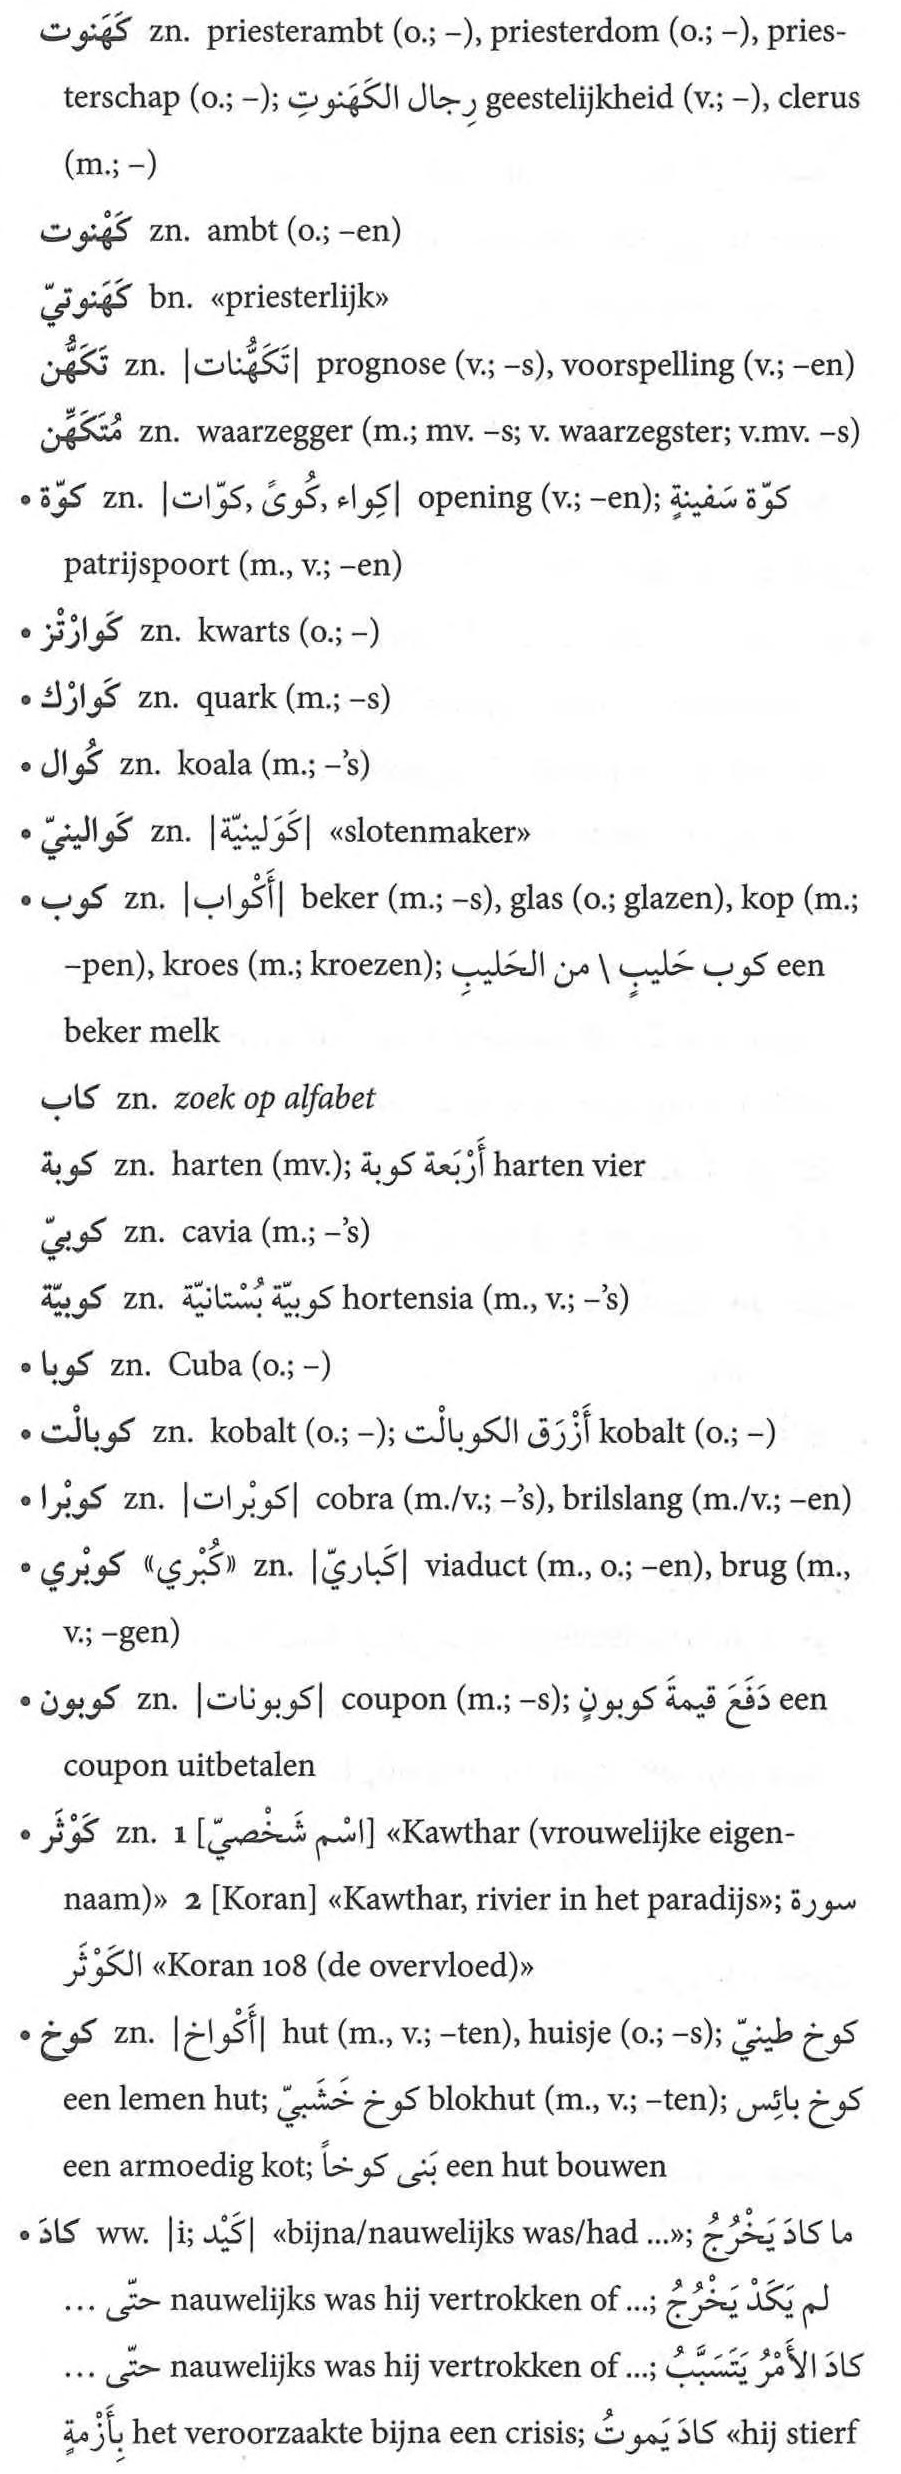 كَهَنوت zn. priesterambt (o.; –), priesterdom (o.; –), pries-
terschap (o.; –); رِجال الكَهَنوتِ geestelijkheid (v.; –), clerus
(m.; –)
كَهْنوت zn. ambt (o.; –en)
كَهَنوتيّ bn. «priesterlijk»
تَكَهُّن zn. |تَكَهُّنات| prognose (v.; –s), voorspelling (v.; –en)
مُتَكَهِّن zn. waarzegger (m.; mv. –s; v. waarzegster; v.mv. –s)
• كوّة zn. |كِواء, كُوىً, كوّات| opening (v.; –en); كوّة سَفينةٍ
patrijspoort (m., v.; –en)
• كَوارْتْز zn. kwarts (o.; –)
• كَوارْك zn. quark (m.; –s)
• كُوال zn. koala (m.; –’s)
• كَوالينيّ zn. |كَوَلينيّة| «slotenmaker»
• كوب zn. |أَكْواب| beker (m.; –s), glas (o.; glazen), kop (m.;
–pen), kroes (m.; kroezen); كوب حَليبٍ \ من الحَليبِ een
beker melk
كاب zn. zoek op alfabet
كوبة zn. harten (mv.); أَرْبَعة كوبة harten vier
كوبيّ zn. cavia (m.; –’s)
كوبيّة zn. كوبيّة بُسْتانيّة hortensia (m., v.; –’s)
• كوبا zn. Cuba (o.; –)
• كوبالْت zn. kobalt (o.; –); أَزْرَق الكوبالْت kobalt (o.; –)
• كوبْرا zn. |كوبْرات| cobra (m./v.; –’s), brilslang (m./v.; –en)
• كوبْري «كُبْري» zn. |كَباريّ| viaduct (m., o.; –en), brug (m.,
v.; –gen)
• كوبون zn. |كوبونات| coupon (m.; –s); دَفَعَ قيمةَ كوبونٍ een
coupon uitbetalen
• كَوْثَر zn. 1 [اسْم شَخْصيّ] «Kawthar (vrouwelijke eigen-
naam)» 2 [Koran] «Kawthar, rivier in het paradijs»; سورة
الكَوْثَر «Koran 108 (de overvloed)»
• كوخ zn. |أَكْواخ| hut (m., v.; –ten), huisje (o.; –s); كوخ طينيّ
een lemen hut; كوخ خَشَبيّ blokhut (m., v.; –ten); كوخ بائِس
een armoedig kot; بَنى كوخاً een hut bouwen
• كادَ ww. |i; كَيْد| «bijna/nauwelijks was/had ...»; ما كادَ يَخْرُجُ
حتّى ... nauwelijks was hij vertrokken of ...; لم يَكَدْ يَخْرُجُ
حتّى ... nauwelijks was hij vertrokken of ...; كادَ الأَمْرُ يَتَسَبَّبُ
بِأَزْمةٍ het veroorzaakte bijna een crisis; كادَ يَموتُ «hij stierf